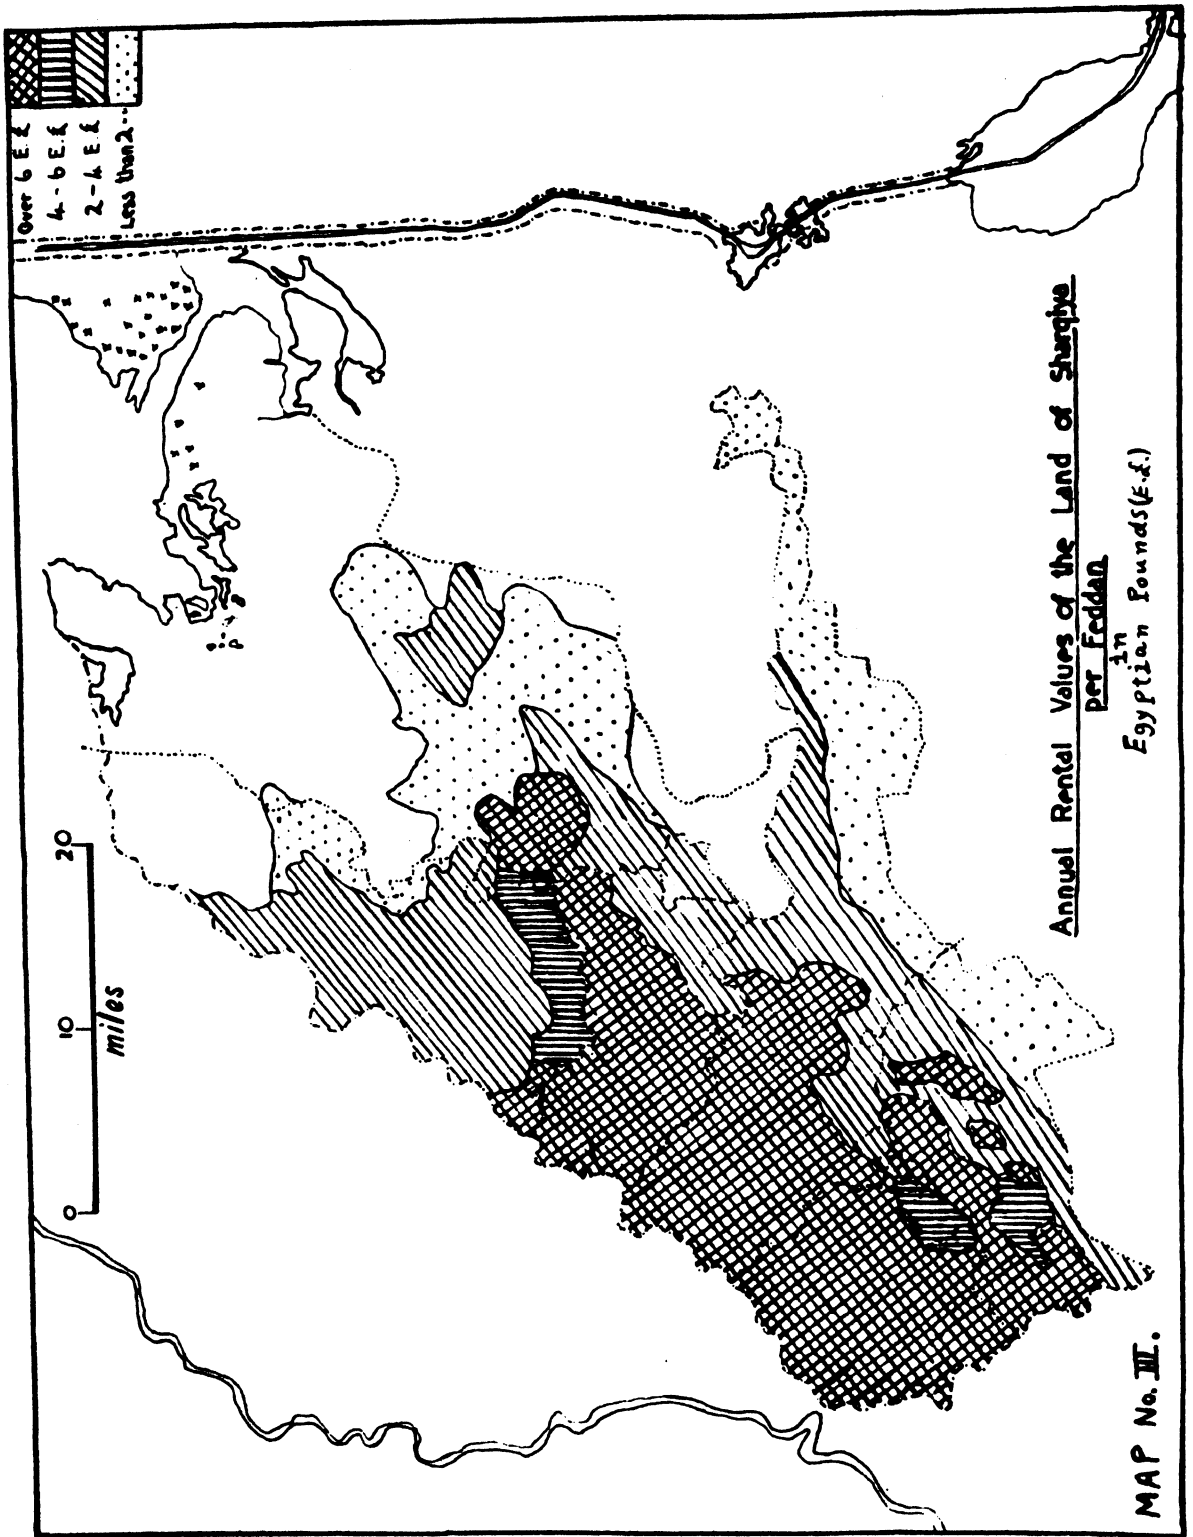 Over 6 E.£
4-6 E.£
2-4 E.£
Less than 2 "
20
10
0
miles
Annual Rental Values of the Land of Sharqiya
per Feddan
in
Egyptian Pounds (E.£.)
MAP No. III.